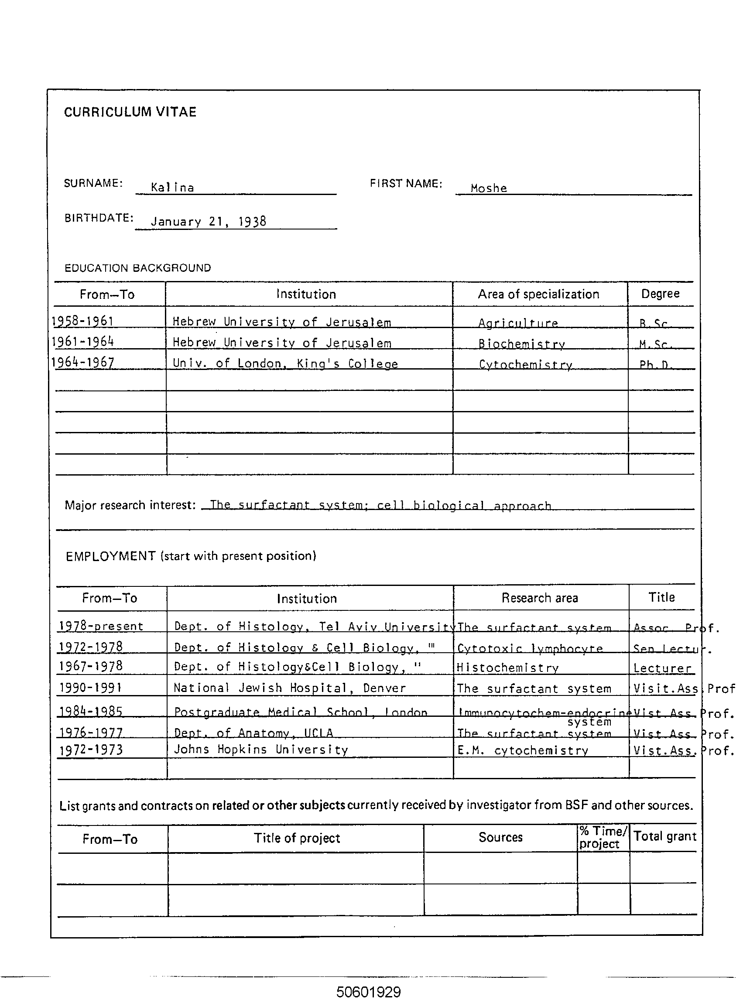 CURRICULUM VITAE
SURNAME: Kalina FIRST NAME: Moshe
BIRTHDATE: January 21, 1938
EDUCATION BACKGROUND
From—To Institution Area of specialization Degree
1958-1961 Hebrew University of Jerusalem Agriculture B.Sc.
1961-1964 Hebrew University of Jerusalem Biochemistry M.Sc.
1964-1967 Univ. of London, King's College Cytochemistry Ph.D.
Major research interest: The surfactant system; cell biological approach
EMPLOYMENT (start with present position)
From—To Institution Research area Title
1978-present Dept. of Histology, Tel Aviv University The surfactant system Assoc. Prof.
1972-1978 Dept. of Histology & Cell Biology, "' Cytotoxic lymphocyte Sen.Lectur.
1967-1978 Dept. of Histology&Cell Biology, " Histochemistry Lecturer
1990-1991 National Jewish Hospital, Denver The surfactant system Visit.Ass.Prof
1984-1985 Postgraduate Medical School, London Immunocytochem-endocrine Vist.Ass.Prof.
system
1976-1977 Dept. of Anatomy, UCLA The surfactant system Vist.Ass.Prof.
1972-1973 Johns Hopkins University E.M. cytochemistry Vist.Ass.Prof.
List grants and contracts on related or other subjects currently received by investigator from BSF and other sources.
From—To Title of project Sources % Time/ project Total grant
50601929